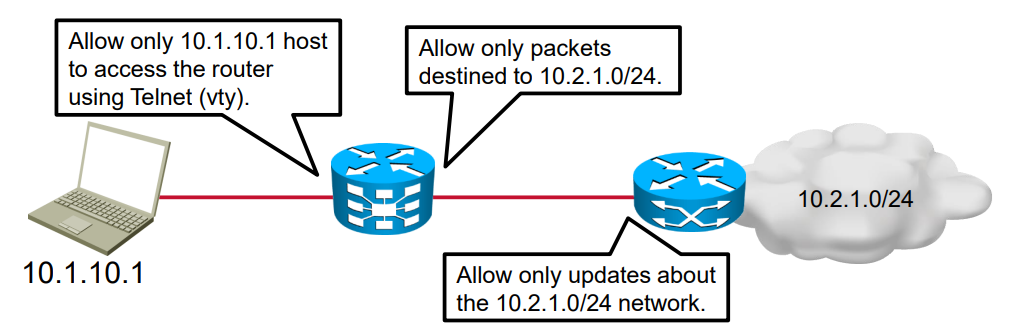 Allow only 10.1.10.1 host
to access the router
using Telnet (vty).
Allow only packets
destined to 10.2.1.0/24.
10.2.1.0/24
10.1.10.1
Allow only updates about
the 10.2.1.0/24 network.